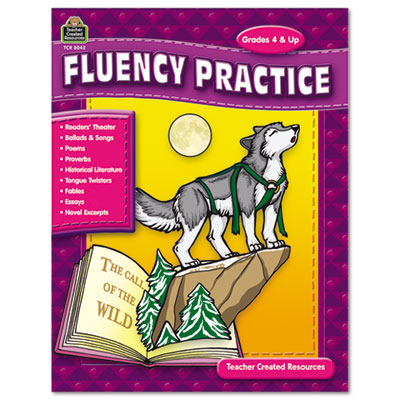 Teacher
Created
Resources
TCR 8042
Grades 4 & Up
FLUENCY PRACTICE
• Readers' Theater
• Ballads & Songs
• Poems
• Proverbs
• Historical Literature
• Tongue Twisters
• Fables
• Essays
• Novel Excerpts
THE CALL
OF THE
WILD
Teacher Created Resources